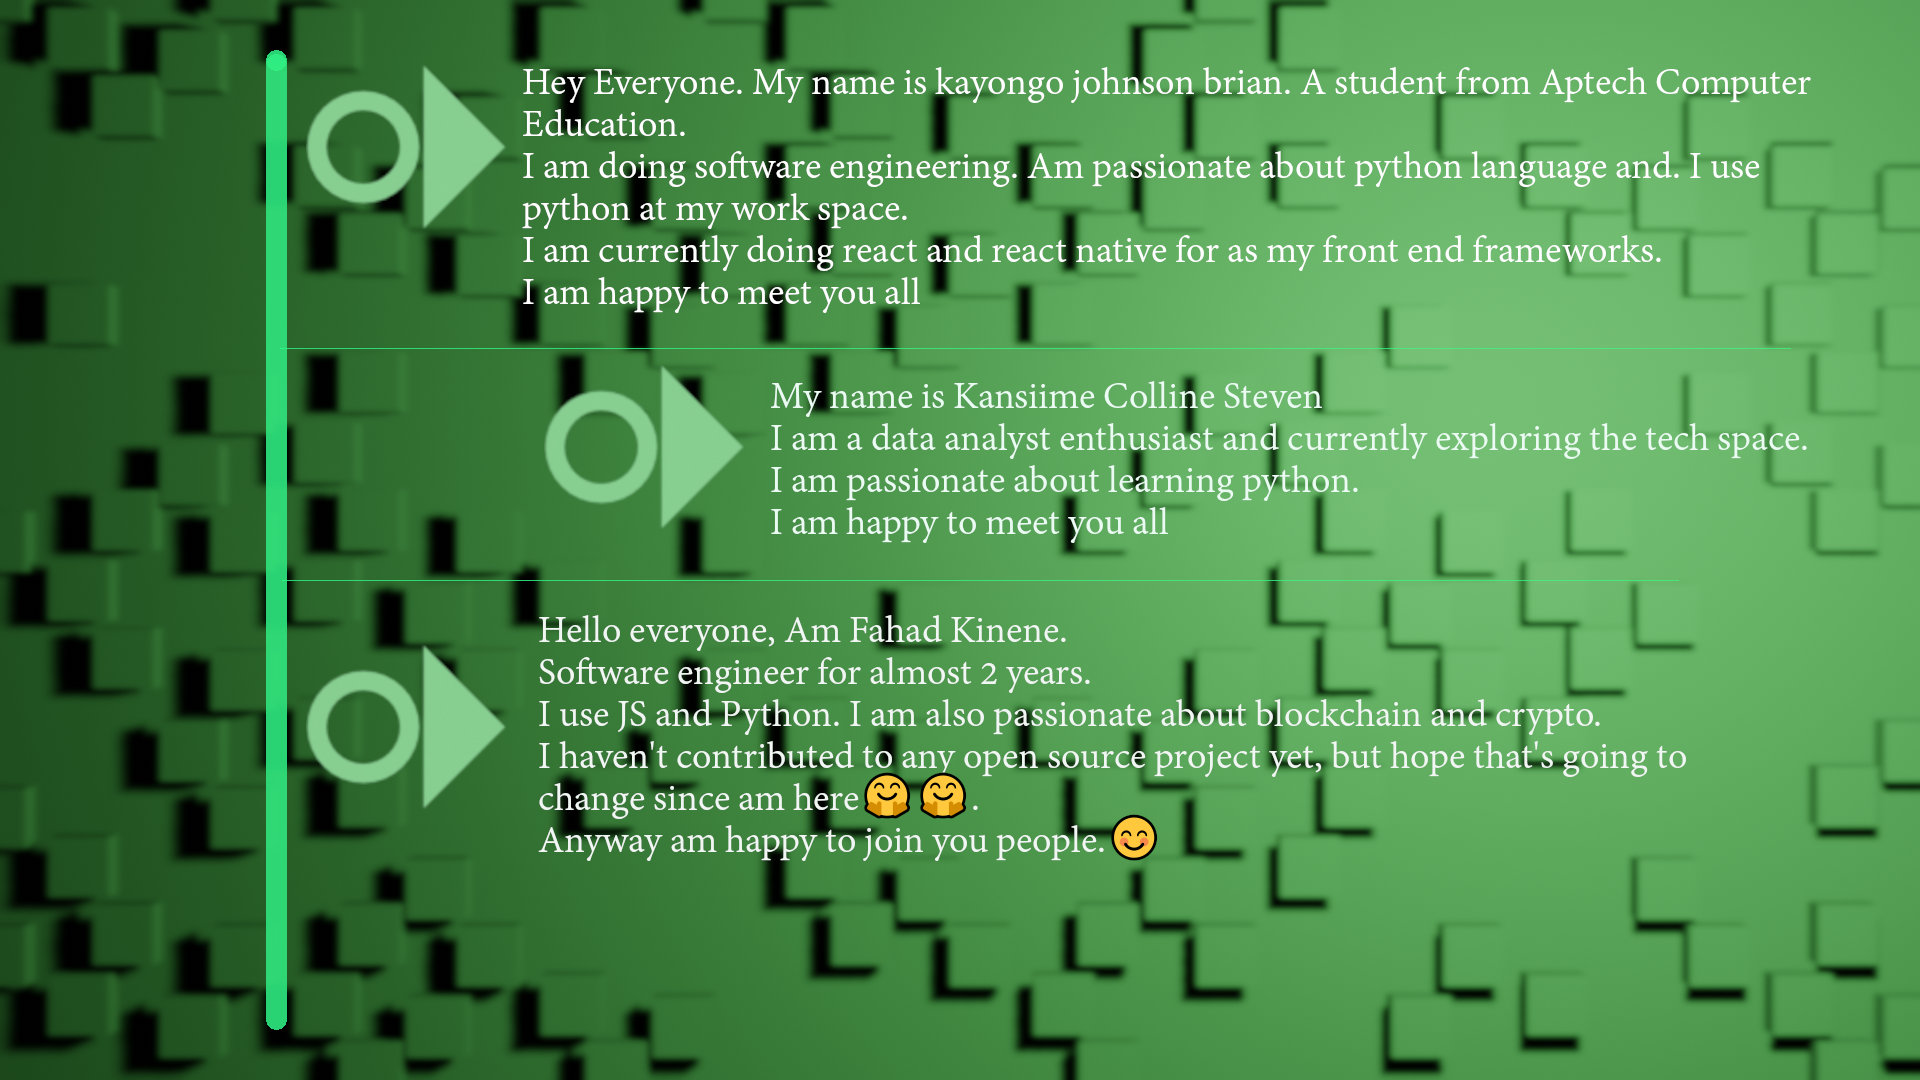 Hey Everyone. My name is kayongo johnson brian. A student from Aptech Computer
Education.
I am doing software engineering. Am passionate about python language and. I use
python at my work space.
I am currently doing react and react native for as my front end frameworks.
I am happy to meet you all
My name is Kansiime Colline Steven
I am a data analyst enthusiast and currently exploring the tech space.
I am passionate about learning python.
I am happy to meet you all
Hello everyone, Am Fahad Kinene.
Software engineer for almost 2 years.
I use JS and Python. I am also passionate about blockchain and crypto.
I haven't contributed to any open source project yet, but hope that's going to
change since am here🤗 🤗.
Anyway am happy to join you people.😊